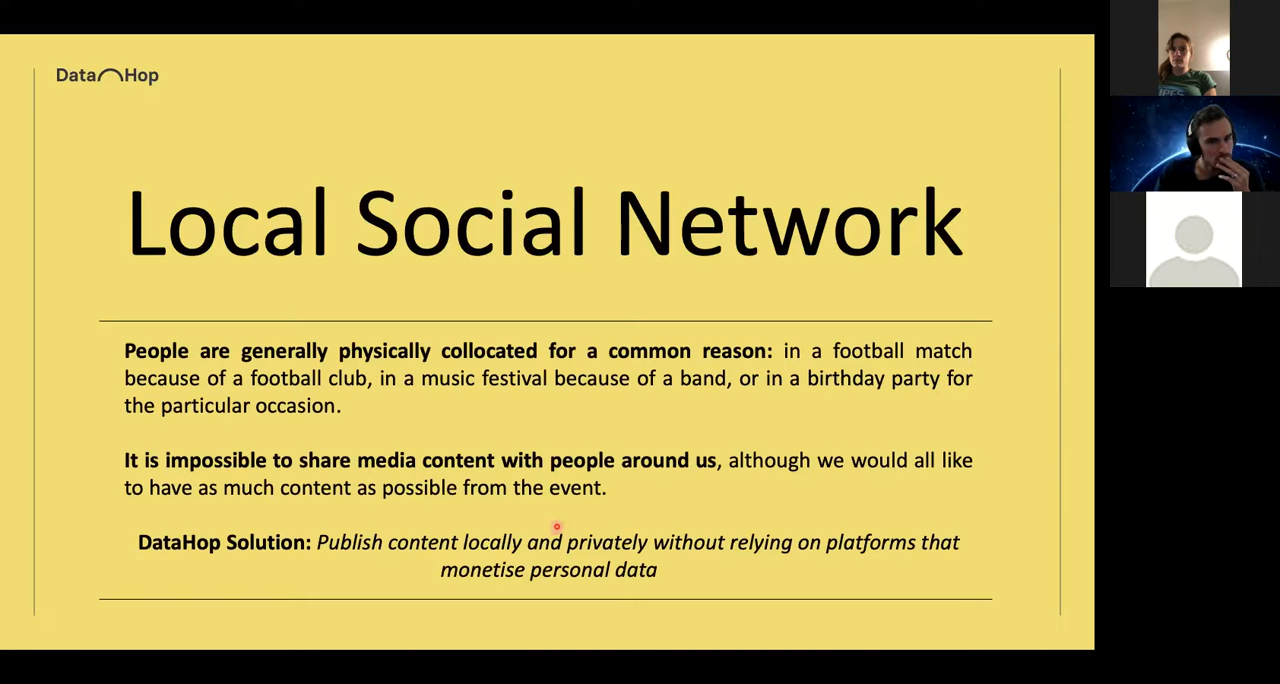 Data Hop
Local Social Network
People are generally physically collocated for a common reason: in a football match
because of a football club, in a music festival because of a band, or in a birthday party for
the particular occasion.
It is impossible to share media content with people around us, although we would all like
to have as much content as possible from the event.
DataHop Solution: Publish content locally and privately without relying on platforms that
monetise personal data